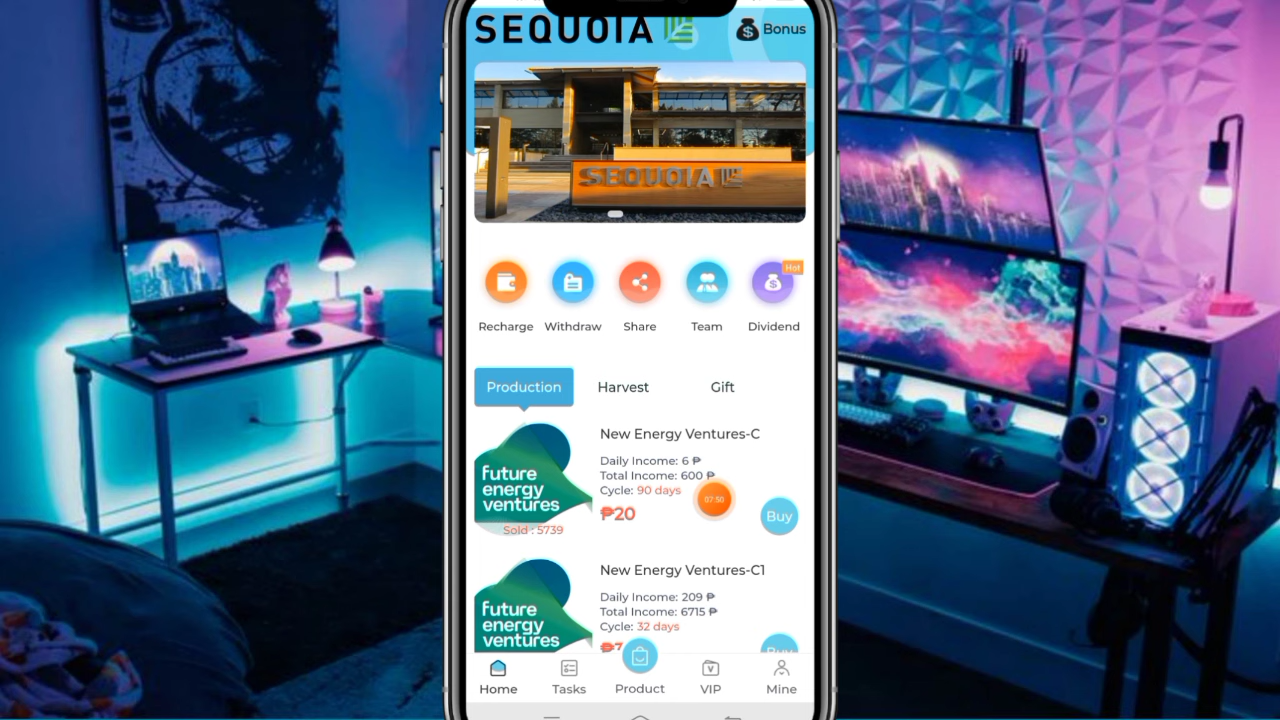 SEQUOIA
Bonus
SEQUOIA
Hot
Recharge
Withdraw
Share
Team
Dividend
Production
Harvest
Gift
future
energy
ventures
Sold : 5739
New Energy Ventures-C
Daily Income: 6 ₱
Total Income: 600 ₱
Cycle: 90 days
₱20
07:50
Buy
future
energy
ventures
New Energy Ventures-C1
Daily Income: 209 ₱
Total Income: 6715 ₱
Cycle: 32 days
Buy
Home
Tasks
Product
VIP
Mine